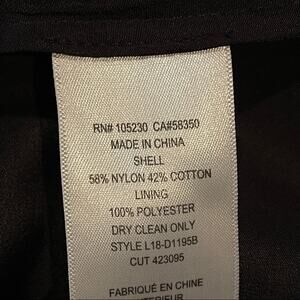 RN# 105230 CA#58350
MADE IN CHINA
SHELL
58% NYLON 42% COTTON
LINING
100% POLYESTER
DRY CLEAN ONLY
STYLE L18-D1195B
CUT 423095
FABRIQUÉ EN CHINE